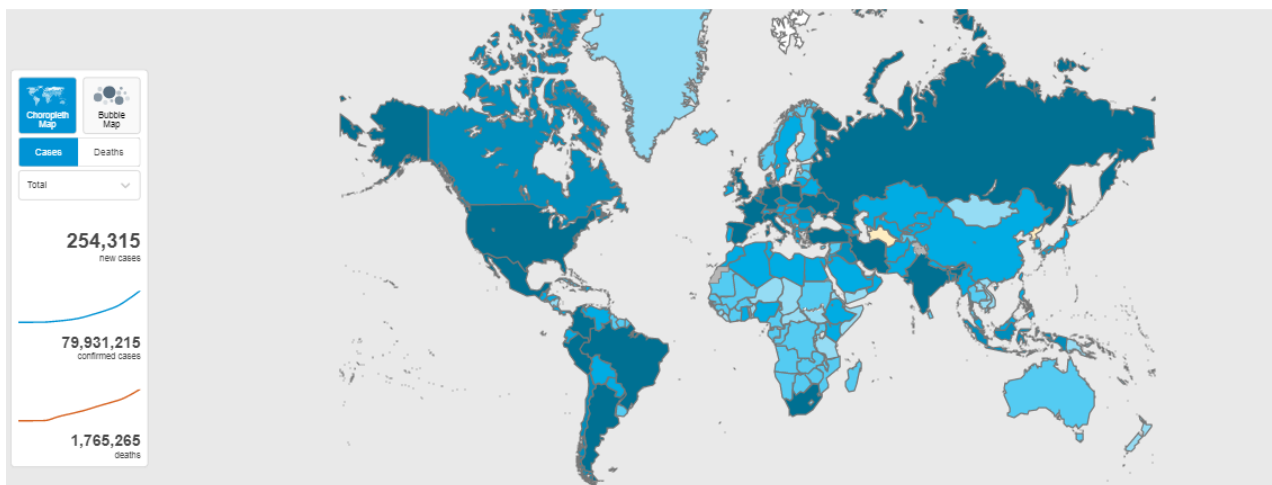 Choropleth
Map
Bubble
Map
Cases
Deaths
Total
254,315
new cases
79,931,215
confirmed cases
1,765,265
deaths